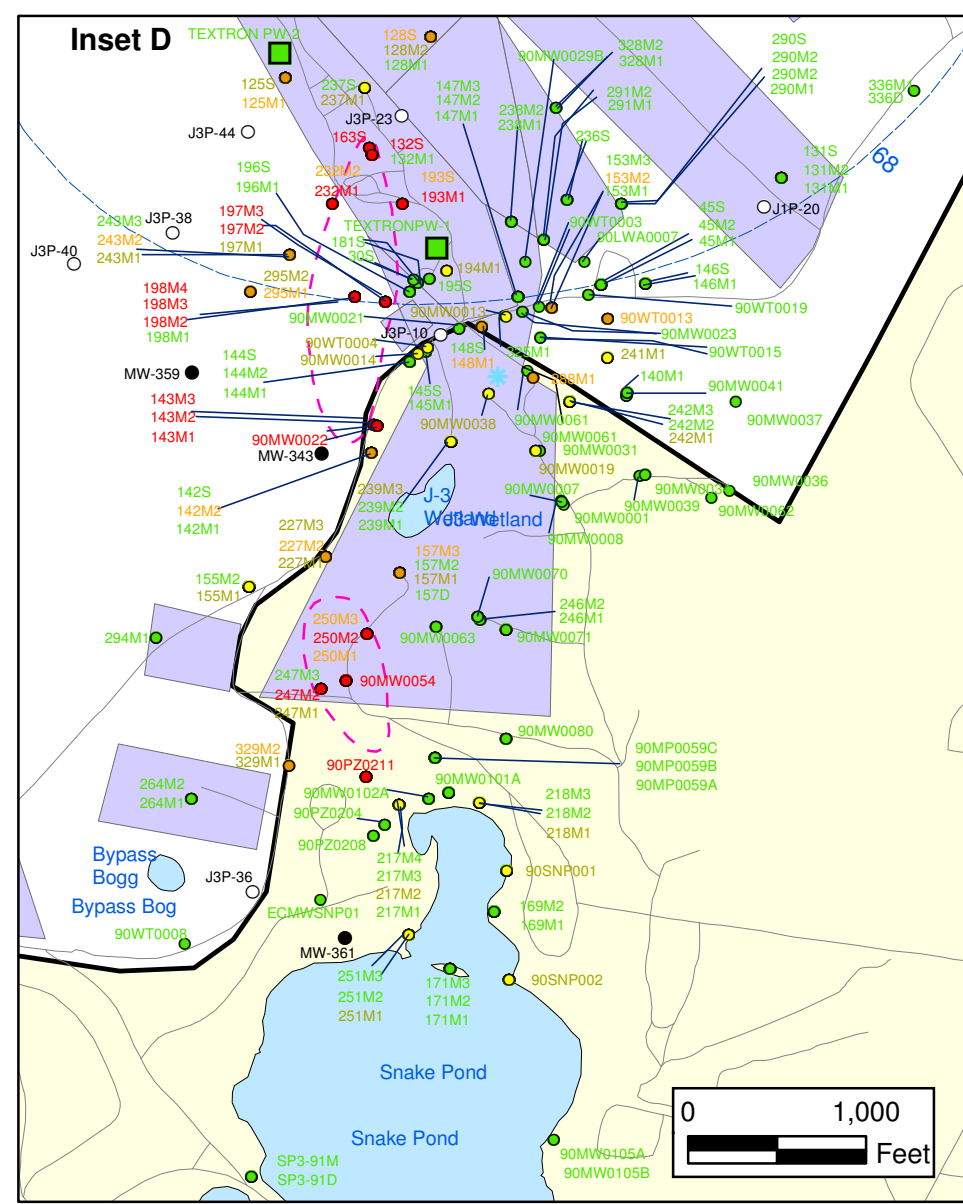 Inset D
TEXTRON PW-2
128S
128M2
128M1
90MW0029B
328M2
328M1
290S
290M2
290M2
290M1
336M1
336D
125S
125M1
237S
237M1
147M3
147M2
147M1
238M2
238M1
291M2
291M1
J3P-23
J3P-44
163S
132S
132M1
236S
68
131S
131M2
131M1
153M3
153M2
153M1
196S
196M1
232M2
232M1
193S
193M1
J1P-20
243M3
243M2
243M1
J3P-38
197M3
197M2
197M1
TEXTRONPW-1
181S
30S
90WT0003
90LWA0007
45S
45M2
45M1
J3P-40
295M2
295M1
194M1
195S
146S
146M1
198M4
198M3
198M2
198M1
90MW0021
90MW0013
90WT0019
90WT0013
J3P-10
90MW0023
90WT0004
90MW0014
148S
148M1
325M1
90WT0015
144S
144M2
144M1
241M1
MW-359
145S
145M1
208M1
140M1
90MW0041
143M3
143M2
143M1
90MW0022
90MW0038
90MW0061
242M3
242M2
242M1
90MW0037
MW-343
90MW0061
90MW0031
90MW0019
142S
142M2
142M1
239M3
239M2
239M1
J-3
Wetland
J3 Wetland
90MW0007
90MW0001
90MW0008
90MW0034
90MW0039
90MW0036
90MW0062
227M3
227M2
227M1
157M3
157M2
157M1
157D
155M2
155M1
90MW0070
246M2
246M1
294M1
250M3
250M2
250M1
90MW0063
90MW0071
247M3
247M2
247M1
90MW0054
329M2
329M1
90MW0080
90MP0059C
90MP0059B
90MP0059A
90PZ0211
264M2
264M1
90MW0102A
90MW0101A
218M3
218M2
218M1
90PZ0204
90PZ0208
217M4
217M3
217M2
217M1
Bypass
Bogg
Bypass Bog
J3P-36
90SNP001
ECMWSNP01
169M2
169M1
90WT0008
MW-361
251M3
251M2
251M1
171M3
171M2
171M1
90SNP002
Snake Pond
Snake Pond
0 1,000
Feet
90MW0105A
90MW0105B
SP3-91M
SP3-91D